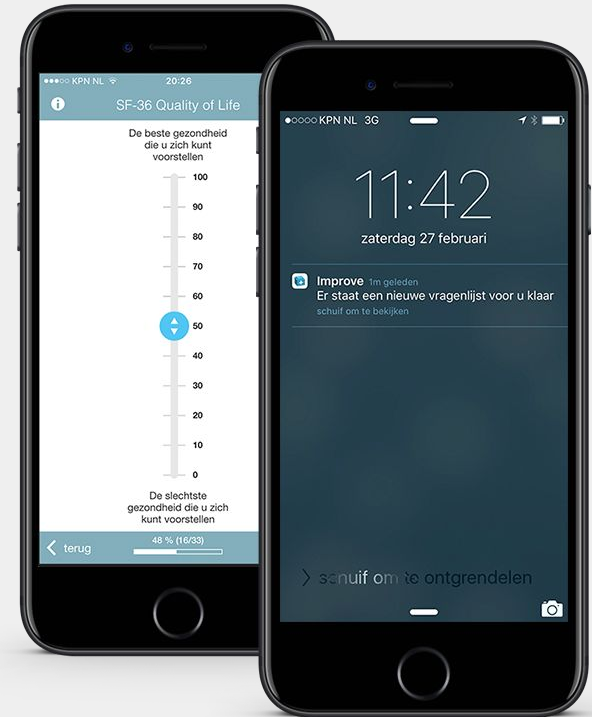 KPN NL
20:26
SF-36 Quality of Life
De beste gezondheid
die u zich kunt
voorstellen
100
90
80
70
60
50
40
30
20
10
0
De slechtste
gezondheid die u zich
kunt voorstellen
terug
48 % (16/33)
KPN NL 3G
11:42
zaterdag 27 februari
Improve 1m geleden
Er staat een nieuwe vragenlijst voor u klaar
schuif om te bekijken
schuif om te ontgrendelen